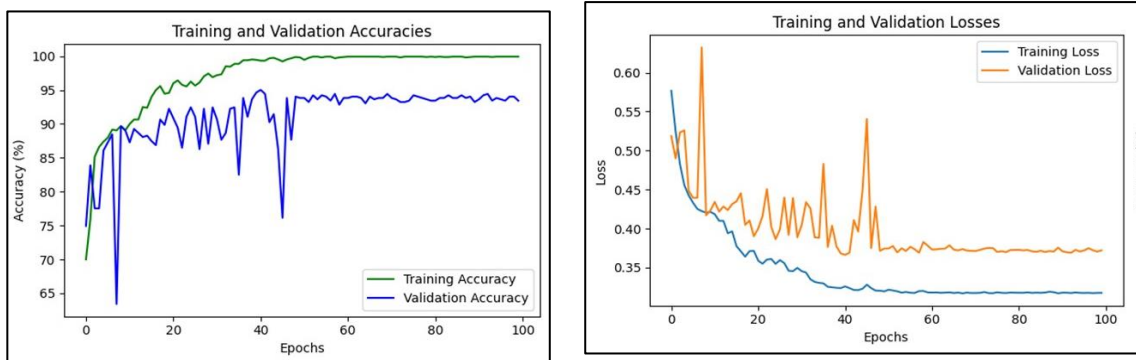 Training and Validation Accuracies
100
95
90
85
80
75
70
65
Accuracy (%)
Training Accuracy
Validation Accuracy
0 20 40 60 80 100
Epochs
Training and Validation Losses
0.60
0.55
0.50
0.45
0.40
0.35
Loss
Training Loss
Validation Loss
0 20 40 60 80 100
Epochs